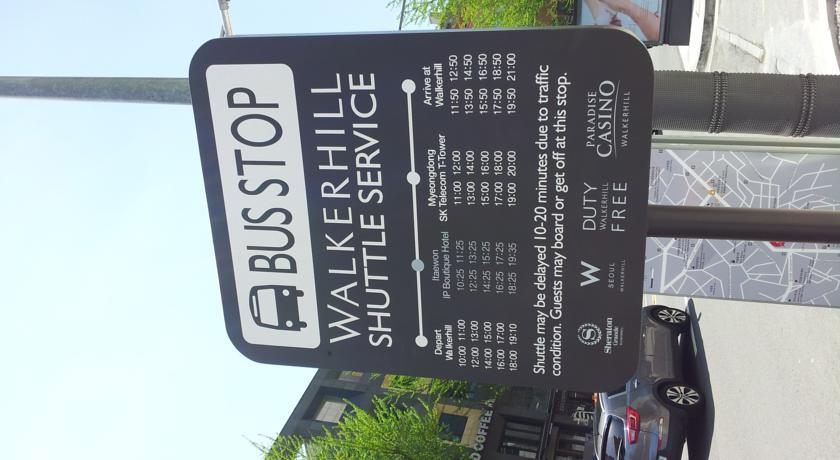 BUS STOP
WALKERHILL
SHUTTLE SERVICE
Depart
Walkerhill
10:00 11:00
12:00 13:00
14:00 15:00
16:00 17:00
18:00 19:10
Itaewon
IP Boutique Hotel
10:25 11:25
12:25 13:25
14:25 15:25
16:25 17:25
18:25 19:35
Myeongdong
SK Telecom T-Tower
11:00 12:00
13:00 14:00
15:00 16:00
17:00 18:00
19:00 20:00
Arrive at
Walkerhill
11:50 12:50
13:50 14:50
15:50 16:50
17:50 18:50
19:50 21:00
Shuttle may be delayed 10-20 minutes due to traffic
condition. Guests may board or get off at this stop.
S
Sheraton
W
SEOUL
WALKERHILL
DUTY
WALKERHILL
FREE
PARADISE
CASINO
WALKERHILL
COFFEE